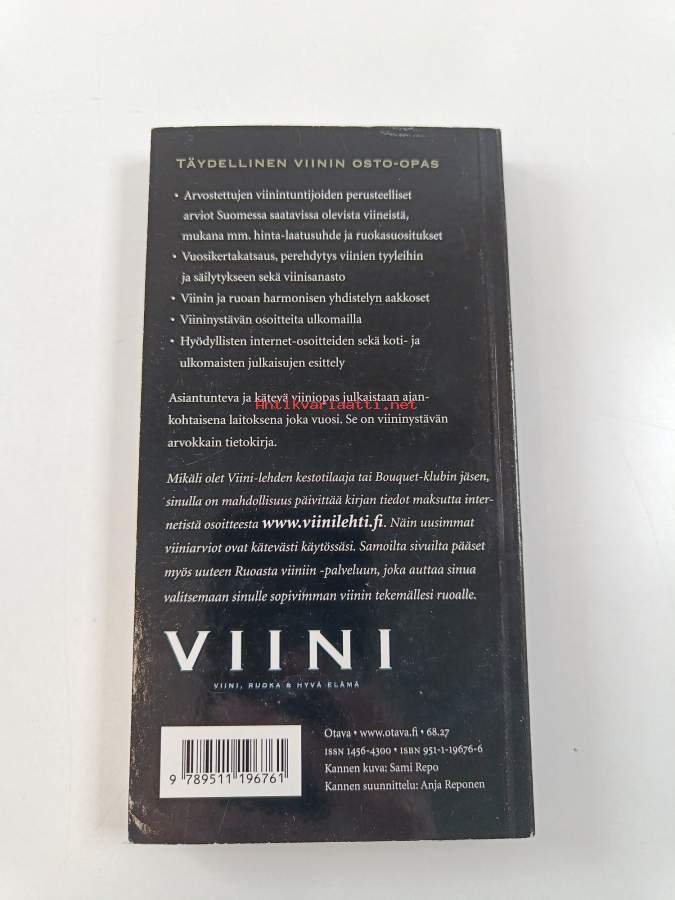 TÄYDELLINEN VIININ OSTO-OPAS
• Arvostettujen viinintuntijoiden perusteelliset
arviot Suomessa saatavissa olevista viineistä,
mukana mm. hinta-laatusuhde ja ruokasuositukset
• Vuosikertakatsaus, perehdytys viinien tyyleihin
ja säilytykseen sekä viinisanasto
• Viinin ja ruoan harmonisen yhdistelyn aakkoset
• Viininystävän osoitteita ulkomailla
• Hyödyllisten internet-osoitteiden sekä koti- ja
ulkomaisten julkaisujen esittely
Asiantunteva ja kätevä viiniopas julkaistaan ajan-
Antikvariaatti.net
kohtaisena laitoksena joka vuosi. Se on viininystävän
arvokkain tietokirja.
Mikäli olet Viini-lehden kestotilaaja tai Bouquet-klubin jäsen,
sinulla on mahdollisuus päivittää kirjan tiedot maksutta inter-
netistä osoitteesta www.viinilehti.fi. Näin uusimmat
viiniarviot ovat kätevästi käytössäsi. Samoilta sivuilta pääset
myös uuteen Ruoasta viiniin -palveluun, joka auttaa sinua
valitsemaan sinulle sopivimman viinin tekemällesi ruoalle.
VIINI
VIINI, RUOKA & HYVÄ ELÄMÄ
Otava • www.otava.fi • 68.27
ISSN 1456-4300 • ISBN 951-1-19676-6
Kannen kuva: Sami Repo
Kannen suunnittelu: Anja Reponen
9 789511 196761